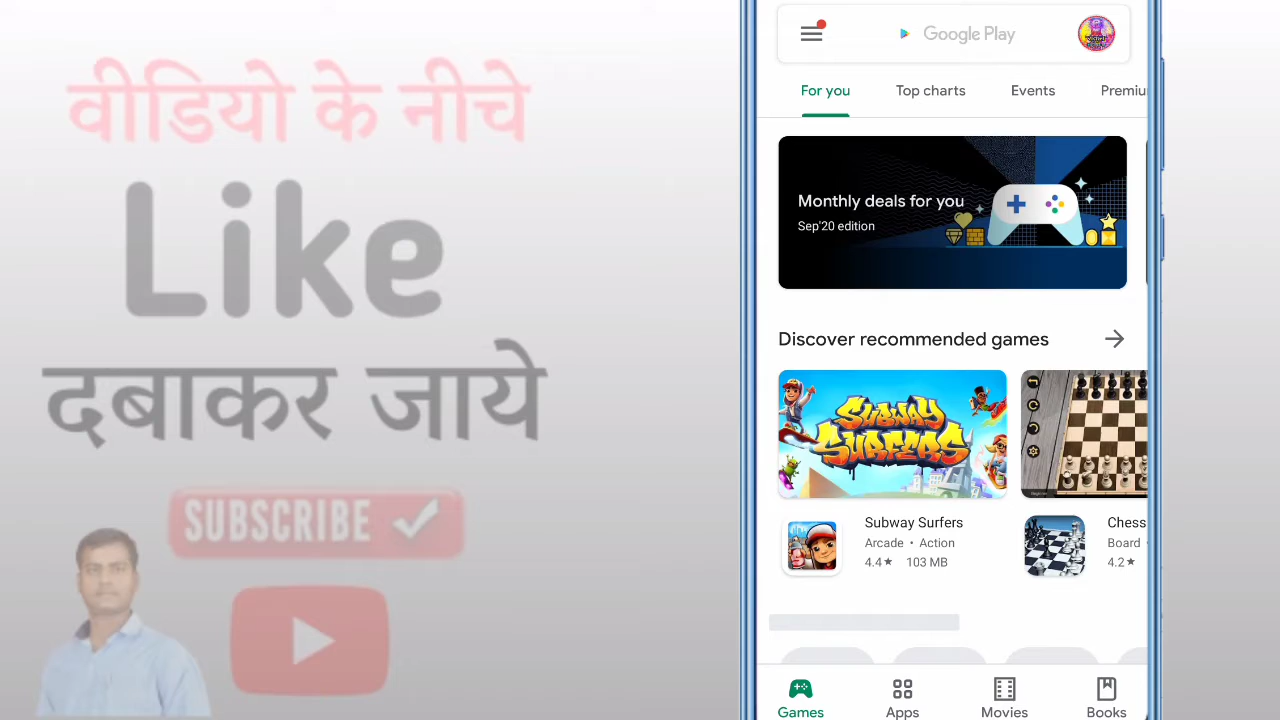 वीडियो के नीचे
Like
दबाकर जाये
SUBSCRIBE
Google Play
For you
Top charts
Events
Premiu
Monthly deals for you
Sep'20 edition
Discover recommended games
SUBWAY
SURFERS
Subway Surfers
Arcade • Action
4.4★ 103 MB
Chess
Board
4.2★
Games
Apps
Movies
Books